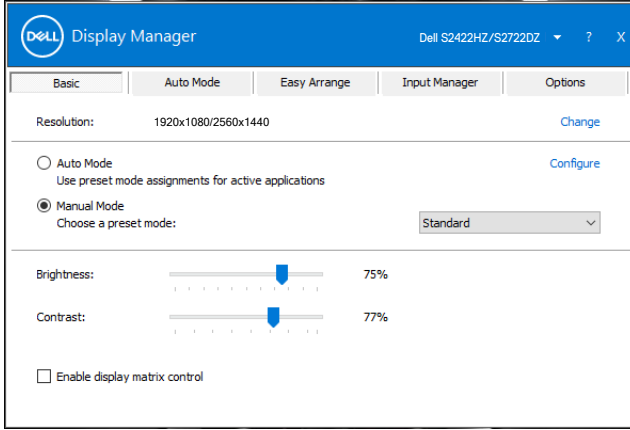 DELL Display Manager Dell S2422HZ/S2722DZ ? X
Basic Auto Mode Easy Arrange Input Manager Options
Resolution: 1920x1080/2560x1440 Change
Auto Mode Configure
Use preset mode assignments for active applications
Manual Mode
Choose a preset mode: Standard
Brightness: 75%
Contrast: 77%
Enable display matrix control